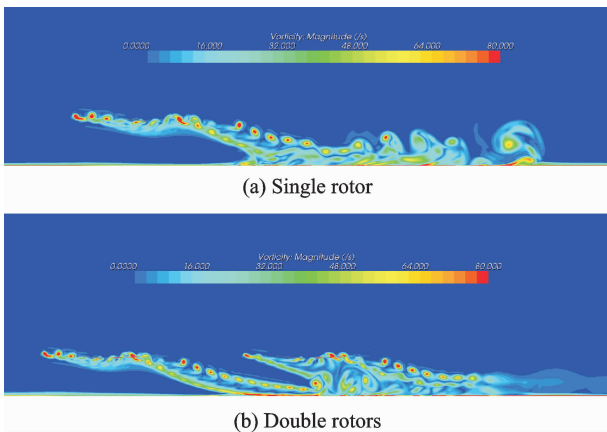 Vorticity: Magnitude (/s)
0.0000 16.000 32.000 48.000 64.000 80.000
(a) Single rotor
Vorticity: Magnitude (/s)
0.0000 16.000 32.000 48.000 64.000 80.000
(b) Double rotors